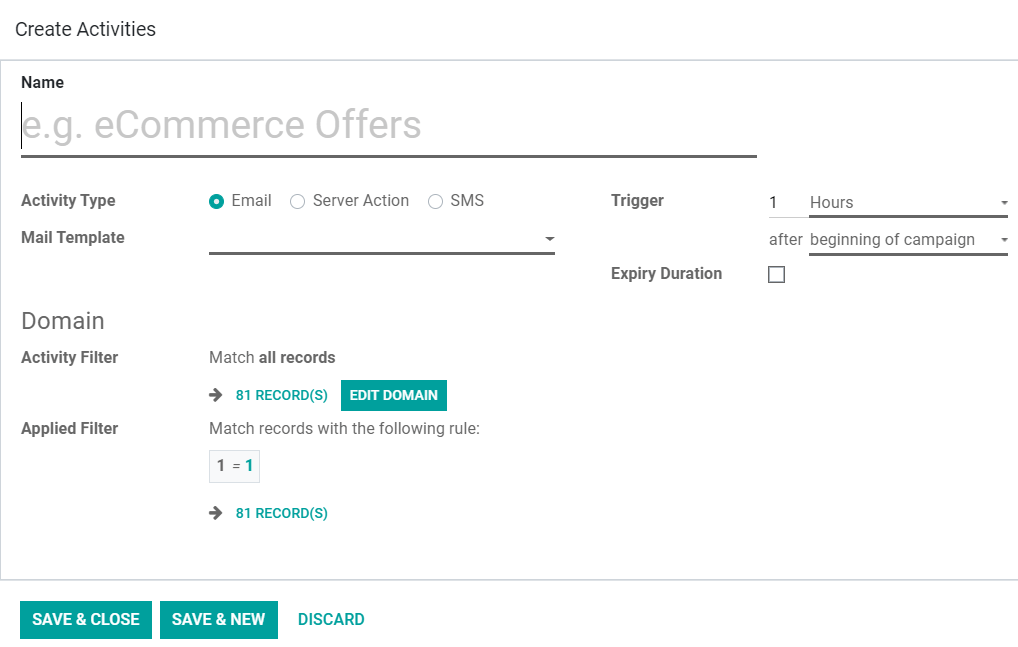 Create Activities
Name
e.g. eCommerce Offers
Activity Type Email Server Action SMS Trigger 1 Hours
Mail Template after beginning of campaign
Expiry Duration
Domain
Activity Filter Match all records
81 RECORD(S) EDIT DOMAIN
Applied Filter Match records with the following rule:
1 = 1
81 RECORD(S)
SAVE & CLOSE SAVE & NEW DISCARD